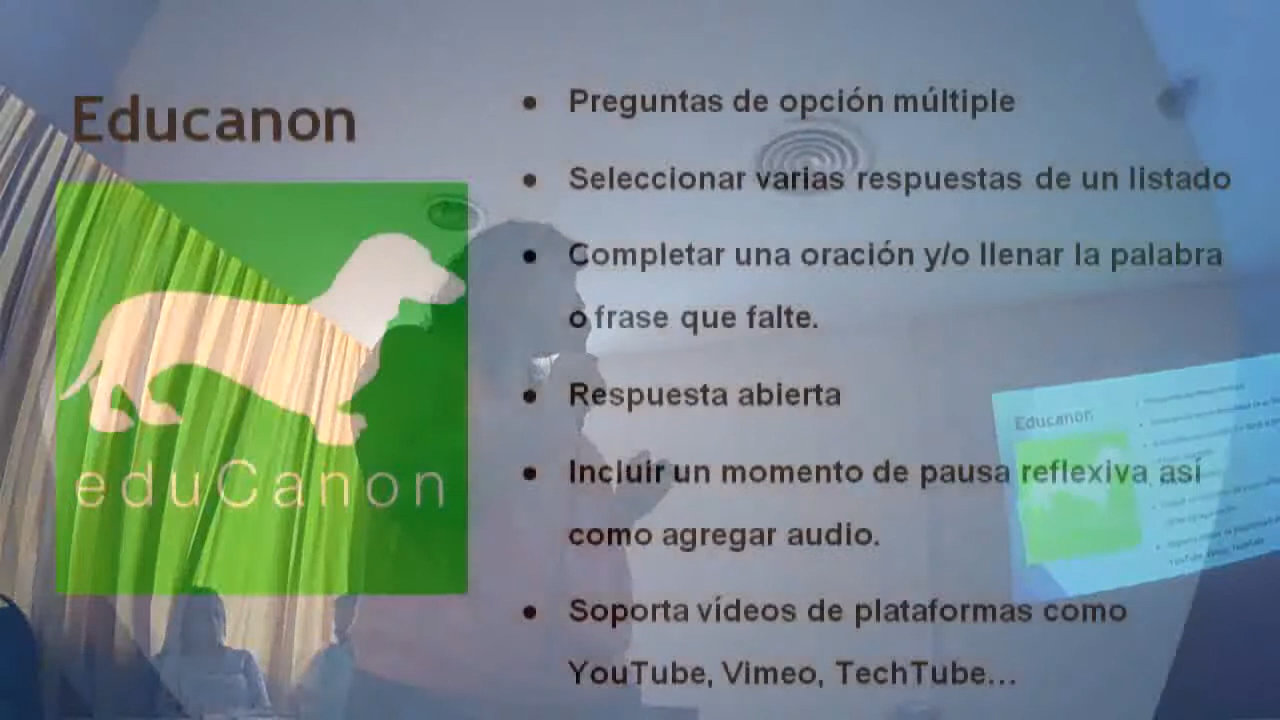 Educanon
eduCanon
● Preguntas de opción múltiple
● Seleccionar varias respuestas de un listado
● Completar una oración y/o llenar la palabra
o frase que falte.
● Respuesta abierta
● Incluir un momento de pausa reflexiva así
como agregar audio.
● Soporta vídeos de plataformas como
YouTube, Vimeo, TechTube...
Educanon